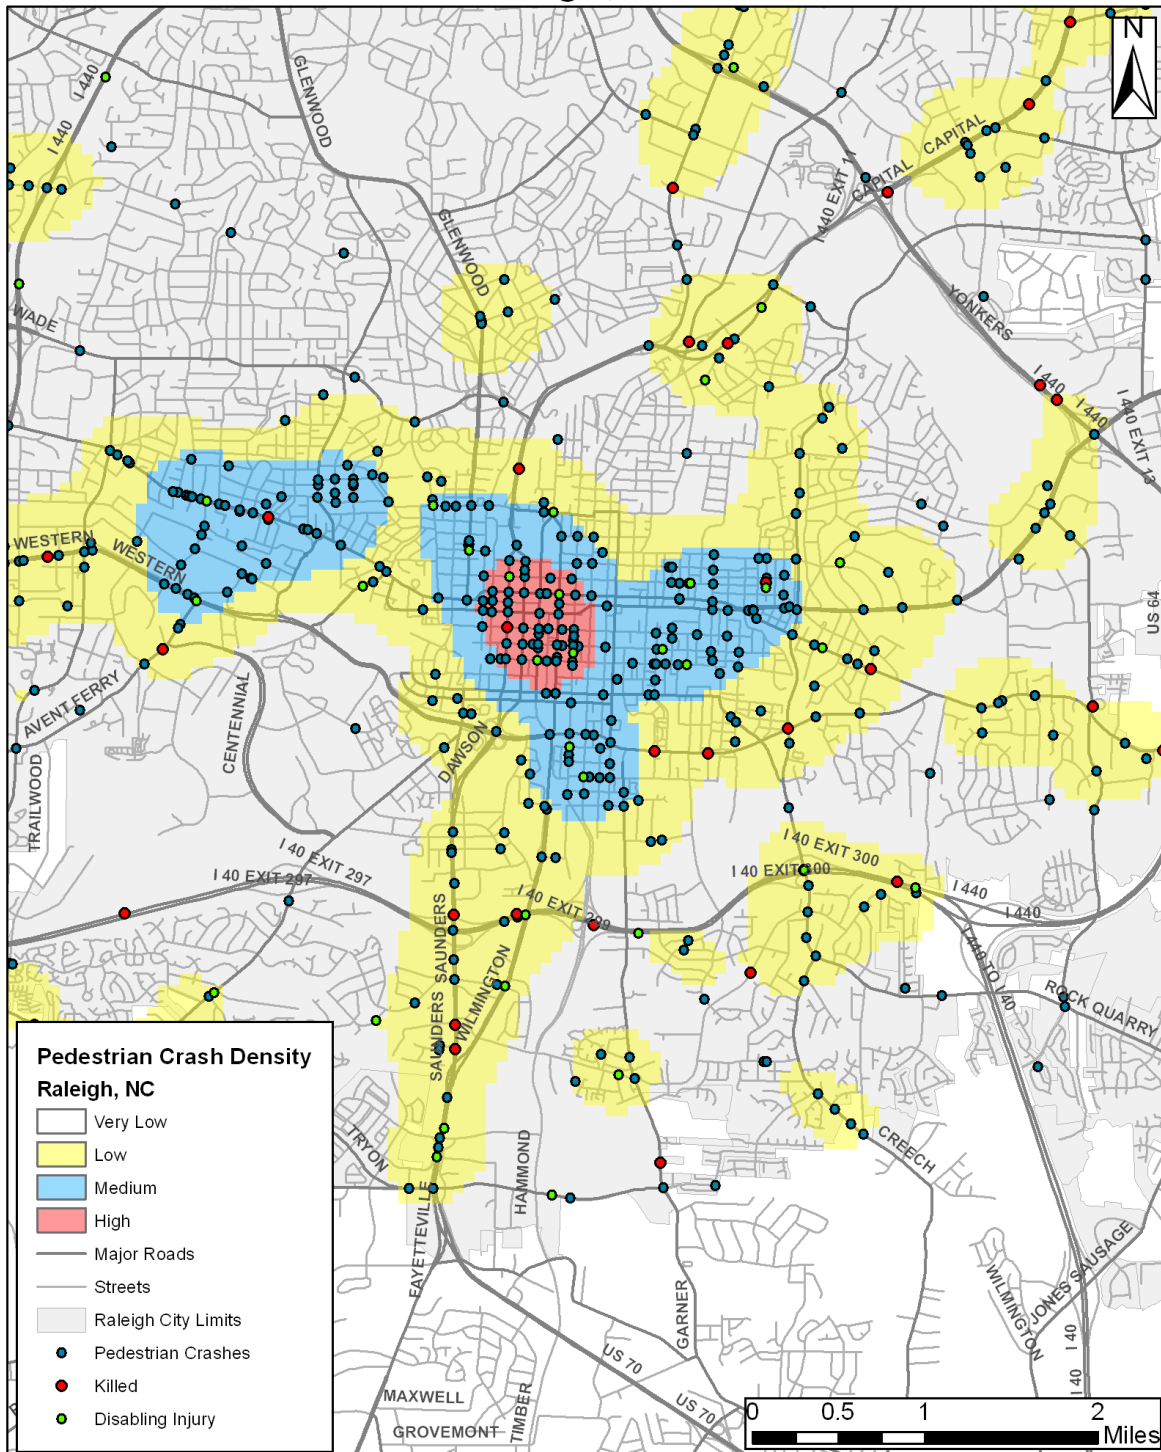 N
I 440
I 440
GLENWOOD
CAPITAL
CAPITAL
I 440 EXIT 11
GLENWOOD
WADE
YONKERS
I 440
I 440
I 440 EXIT 13
WESTERN
WESTERN
US 64
AVENT FERRY
CENTENNIAL
DAWSON
TRAILWOOD
I 40 EXIT 297
I 40 EXIT 297
I 40 EXIT 300
I 40 EXIT 300
I 440
I 440
I 40 EXIT 299
SAUNDERS
SAUNDERS
WILMINGTON
I 440 TO I 40
ROCK QUARRY
TRYON
HAMMOND
CREECH
FAYETTEVILLE
GARNER
WILMINGTON
JONES SAUSAGE
I 40
I 40
US 70
US 70
MAXWELL
GROVEMONT
TIMBER
Pedestrian Crash Density
Raleigh, NC
Very Low
Low
Medium
High
Major Roads
Streets
Raleigh City Limits
Pedestrian Crashes
Killed
Disabling Injury
0 0.5 1 2
Miles